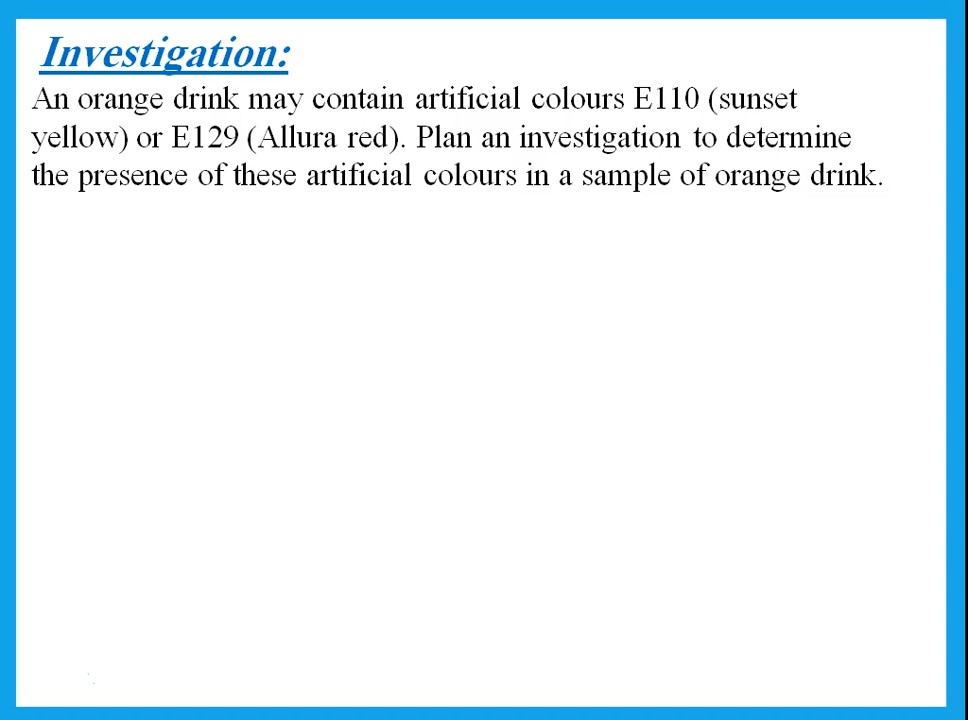 Investigation:
An orange drink may contain artificial colours E110 (sunset
yellow) or E129 (Allura red). Plan an investigation to determine
the presence of these artificial colours in a sample of orange drink.